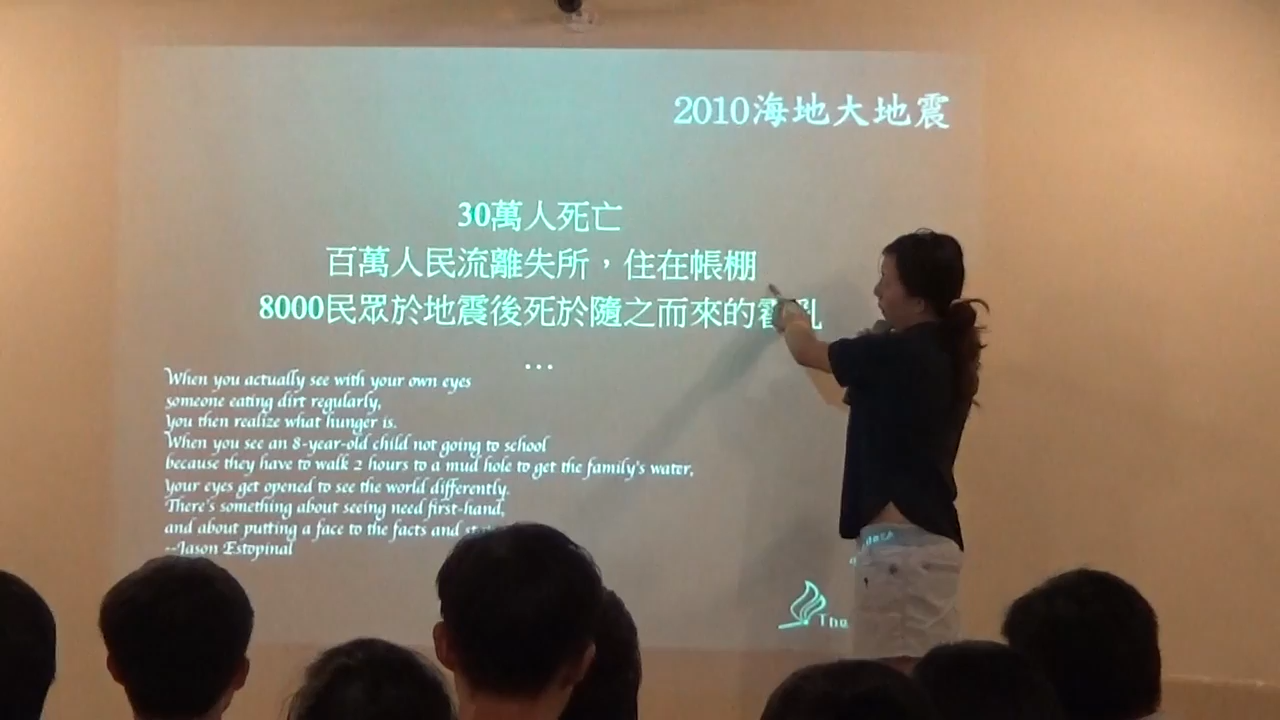 2010海地大地震
30萬人死亡
百萬人民流離失所，住在帳棚
8000民眾於地震後死於隨之而來的霍亂
...
When you actually see with your own eyes
someone eating dirt regularly,
You then realize what hunger is.
When you see an 8-year-old child not going to school
because they have to walk 2 hours to a mud hole to get the family's water,
your eyes get opened to see the world differently.
There's something about seeing need first-hand,
and about putting a face to the facts and
--Jason Estopinal